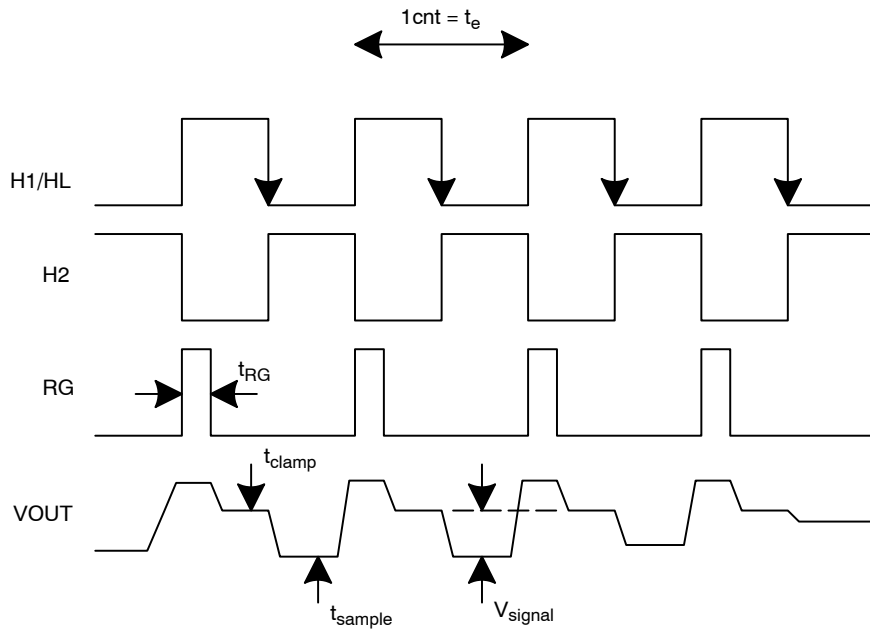 1cnt = te
H1/HL
H2
RG
tRG
tclamp
VOUT
tsample
Vsignal